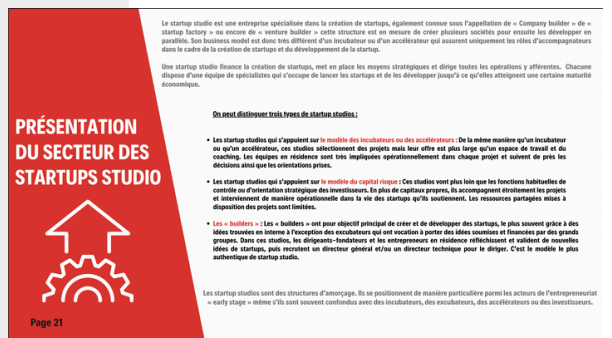 Le startup studio est une entreprise spécialisée dans la création de startups, également connue sous l'appellation de « Company builder » de «
startup factory » ou encore de « venture builder » cette structure est en mesure de créer plusieurs sociétés pour ensuite les développer en
parallèle. Son business model est donc très différent d'un incubateur ou d'un accélérateur qui assurent uniquement les rôles d'accompagnateurs
dans le cadre de la création de startups et du développement de la startup.
Une startup studio finance la création de startups, met en place les moyens stratégiques et dirige toutes les opérations y afférentes. Chacune
dispose d'une équipe de spécialistes qui s'occupe de lancer les startups et de les développer jusqu'à ce qu'elles atteignent une certaine maturité
économique.
PRÉSENTATION
DU SECTEUR DES
STARTUPS STUDIO
On peut distinguer trois types de startup studios :
• Les startup studios qui s'appuient sur le modèle des incubateurs ou des accélérateurs : De la même manière qu'un incubateur
ou qu'un accélérateur, ces studios sélectionnent des projets mais leur offre est plus large qu'un espace de travail et du
coaching. Les équipes en résidence sont très impliquées opérationnellement dans chaque projet et suivent de près les
décisions ainsi que les orientations prises.
• Les startup studios qui s'appuient sur le modèle du capital risque : Ces studios vont plus loin que les fonctions habituelles de
contrôle ou d'orientation stratégique des investisseurs. En plus de capitaux propres, ils accompagnent étroitement les projets
et interviennent de manière opérationnelle dans la vie des startups qu'ils soutiennent. Les ressources partagées mises à
disposition des projets sont limitées.
• Les « builders » : Les « builders » ont pour objectif principal de créer et de développer des startups, le plus souvent grâce à des
idées trouvées en interne à l'exception des excubateurs qui ont vocation à porter des idées soumises et financées par des grands
groupes. Dans ces studios, les dirigeants-fondateurs et les entrepreneurs en résidence réfléchissent et valident de nouvelles
idées de startups, puis recrutent un directeur général et/ou un directeur technique pour le diriger. C'est le modèle le plus
authentique de startup studio.
Les startup studios sont des structures d'amorçage. Ils se positionnent de manière particulière parmi les acteurs de l'entrepreneuriat
« early stage » même s'ils sont souvent confondus avec des incubateurs, des excubateurs, des accélérateurs ou des investisseurs.
Page 21